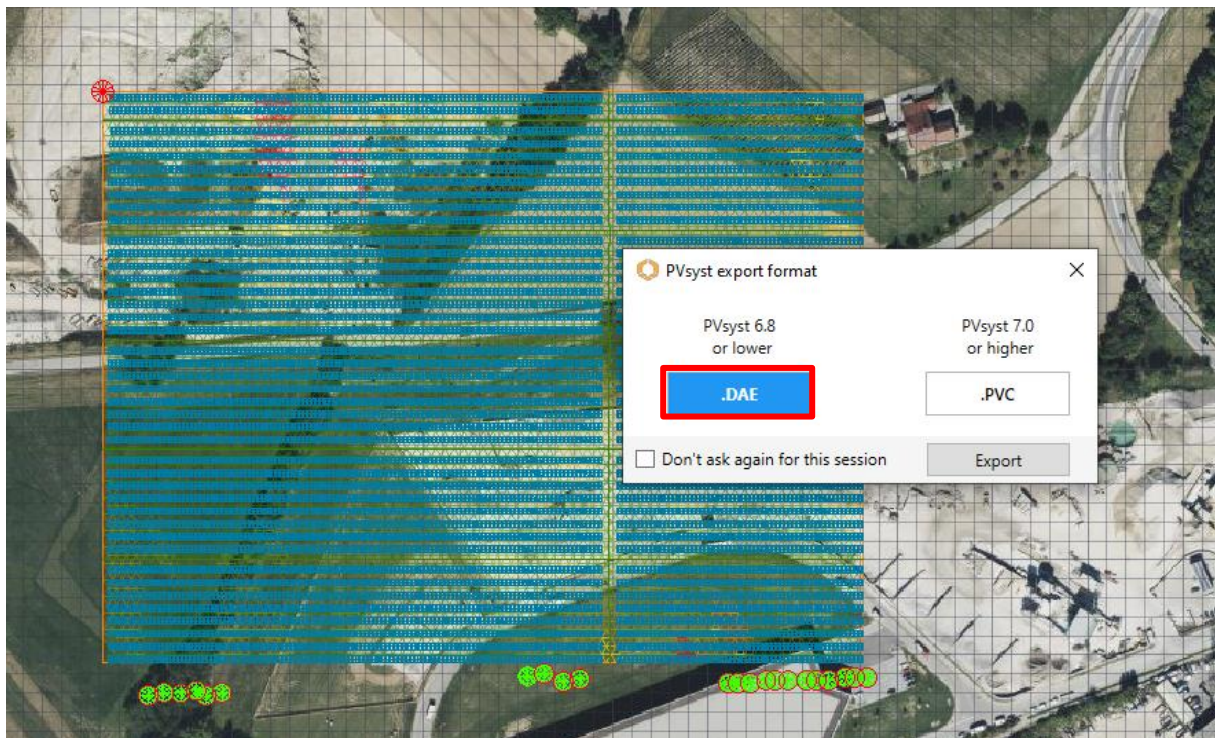 PVsyst export format
PVsyst 6.8
or lower
PVsyst 7.0
or higher
.DAE
.PVC
Don't ask again for this session
Export